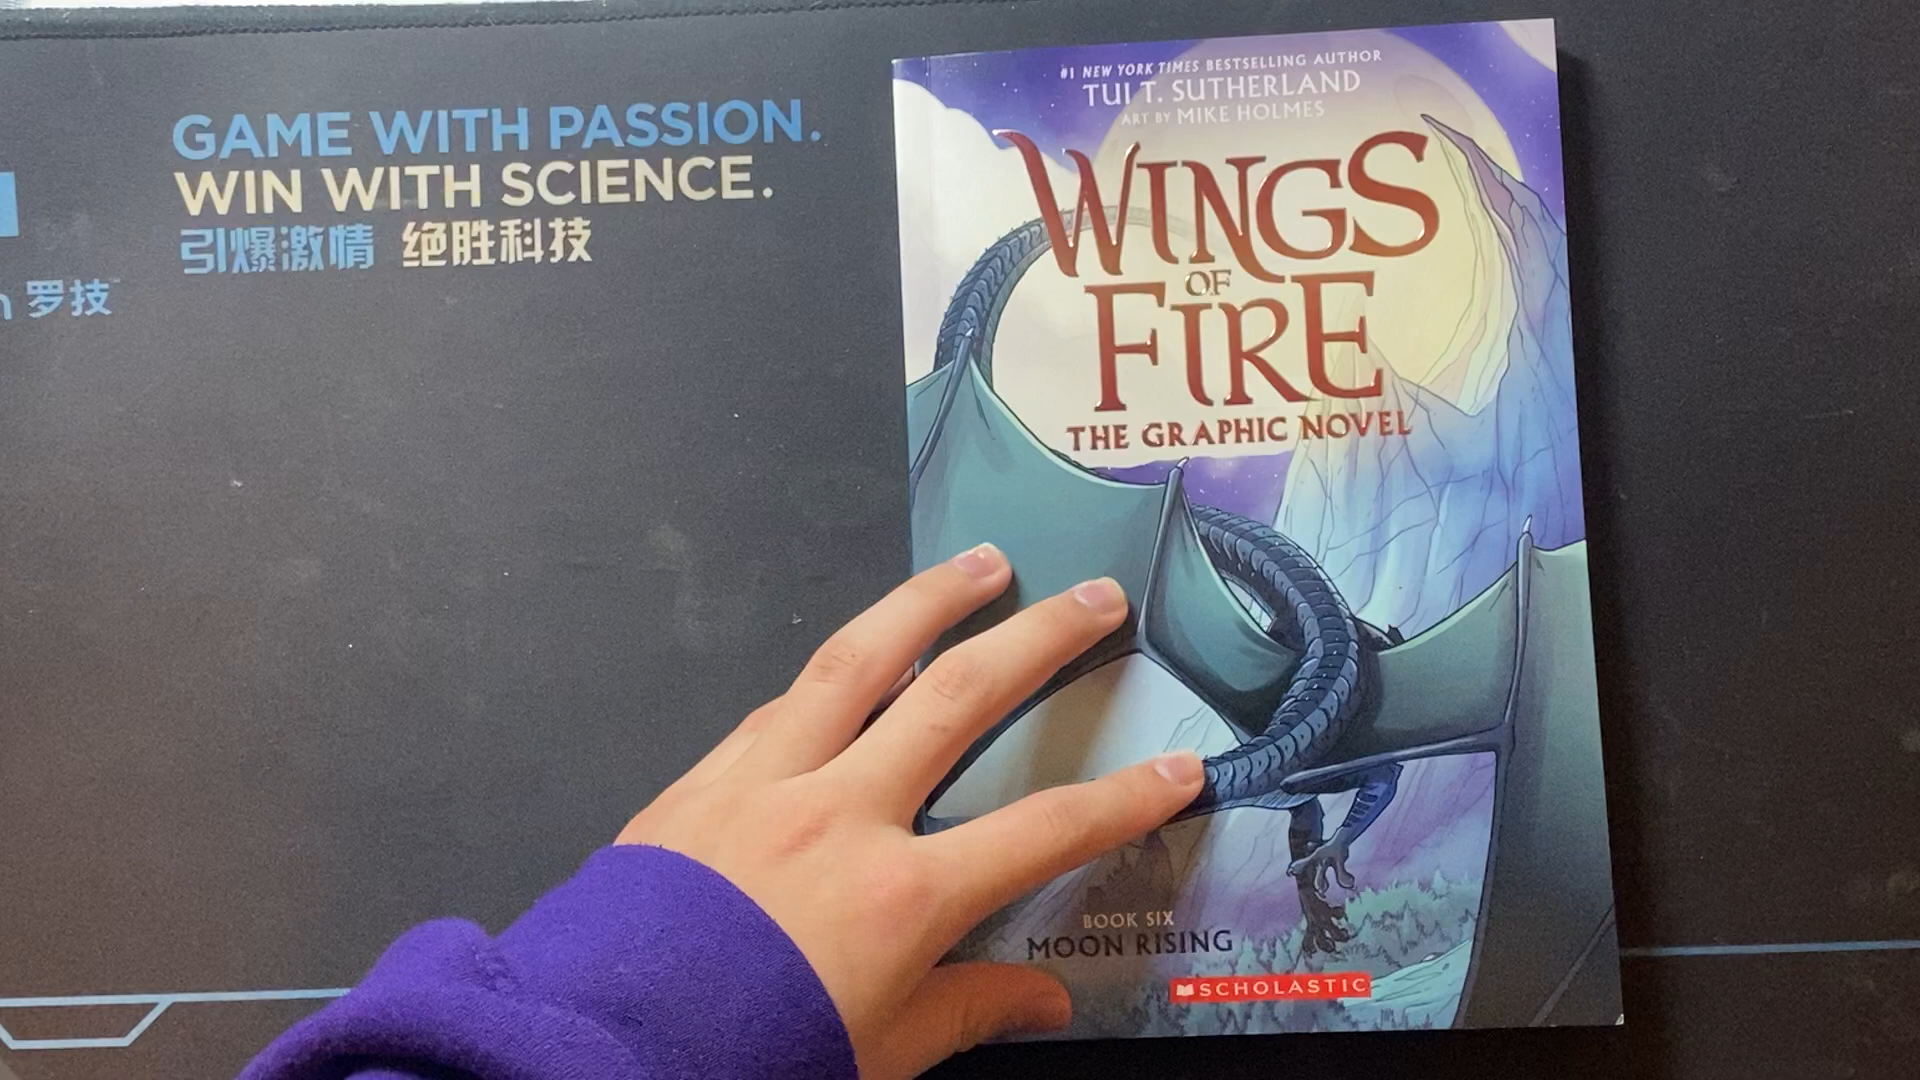 GAME WITH PASSION.
WIN WITH SCIENCE.
引爆激情 绝胜科技
罗技
#1 NEW YORK TIMES BESTSELLING AUTHOR
TUI T. SUTHERLAND
ART BY MIKE HOLMES
WINGS
OF
FIRE
THE GRAPHIC NOVEL
BOOK SIX
MOON RISING
SCHOLASTIC